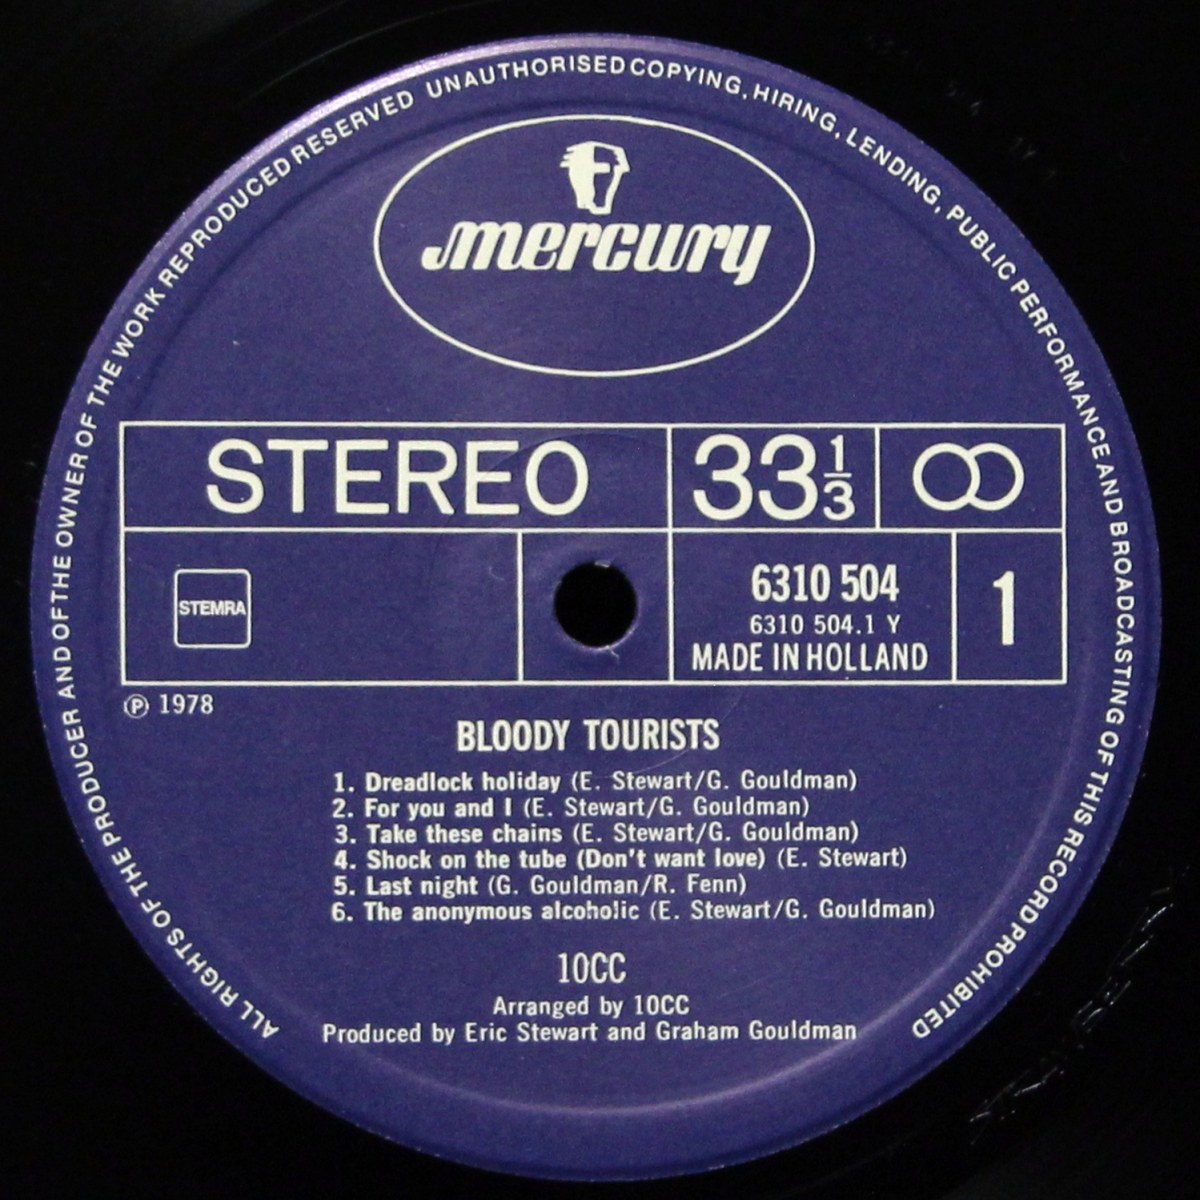 ALL RIGHTS OF THE PRODUCER AND OF THE OWNER OF THE WORK REPRODUCED RESERVED UNAUTHORISED COPYING, HIRING, LENDING, PUBLIC PERFORMANCE AND BROADCASTING OF THIS RECORD PROHIBITED
mercury
STEREO 33 1/3
STEMRA
6310 504
6310 504.1 Y
MADE IN HOLLAND
1
℗ 1978
BLOODY TOURISTS
1. Dreadlock holiday (E. Stewart/G. Gouldman)
2. For you and I (E. Stewart/G. Gouldman)
3. Take these chains (E. Stewart/G. Gouldman)
4. Shock on the tube (Don't want love) (E. Stewart)
5. Last night (G. Gouldman/R. Fenn)
6. The anonymous alcoholic (E. Stewart/G. Gouldman)
10CC
Arranged by 10CC
Produced by Eric Stewart and Graham Gouldman